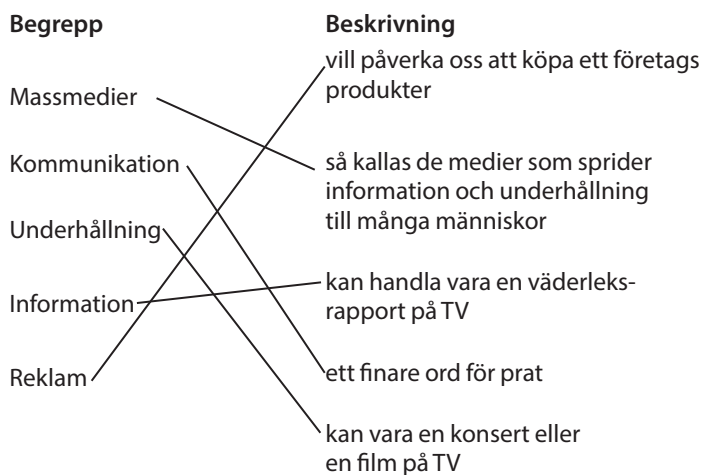 Begrepp
Beskrivning
vill påverka oss att köpa ett företags
produkter
Massmedier
så kallas de medier som sprider
information och underhållning
till många människor
Kommunikation
Underhållning
kan handla vara en väderleks-
rapport på TV
Information
Reklam
ett finare ord för prat
kan vara en konsert eller
en film på TV